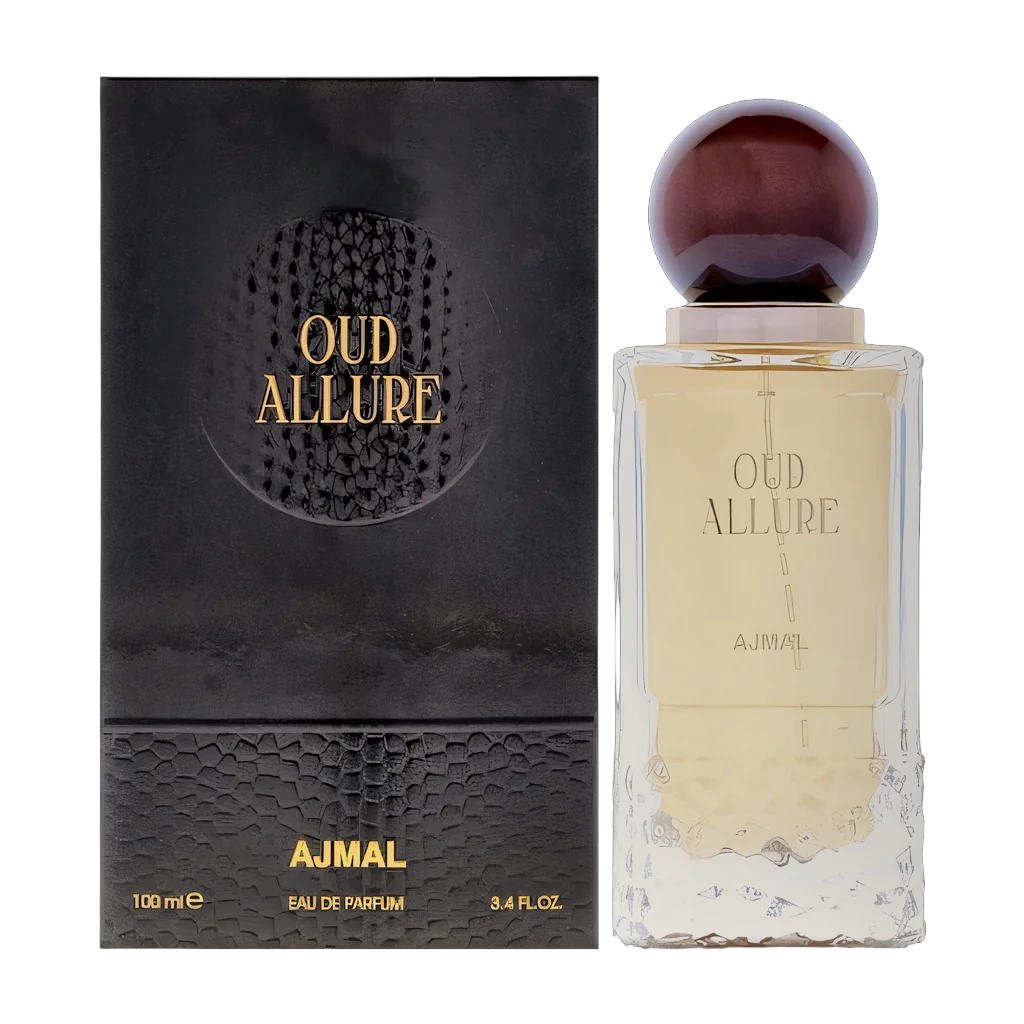 OUD
ALLURE
AJMAL
100 ml e
EAU DE PARFUM
3.4 FL.OZ.
OUD
ALLURE
AJMAL